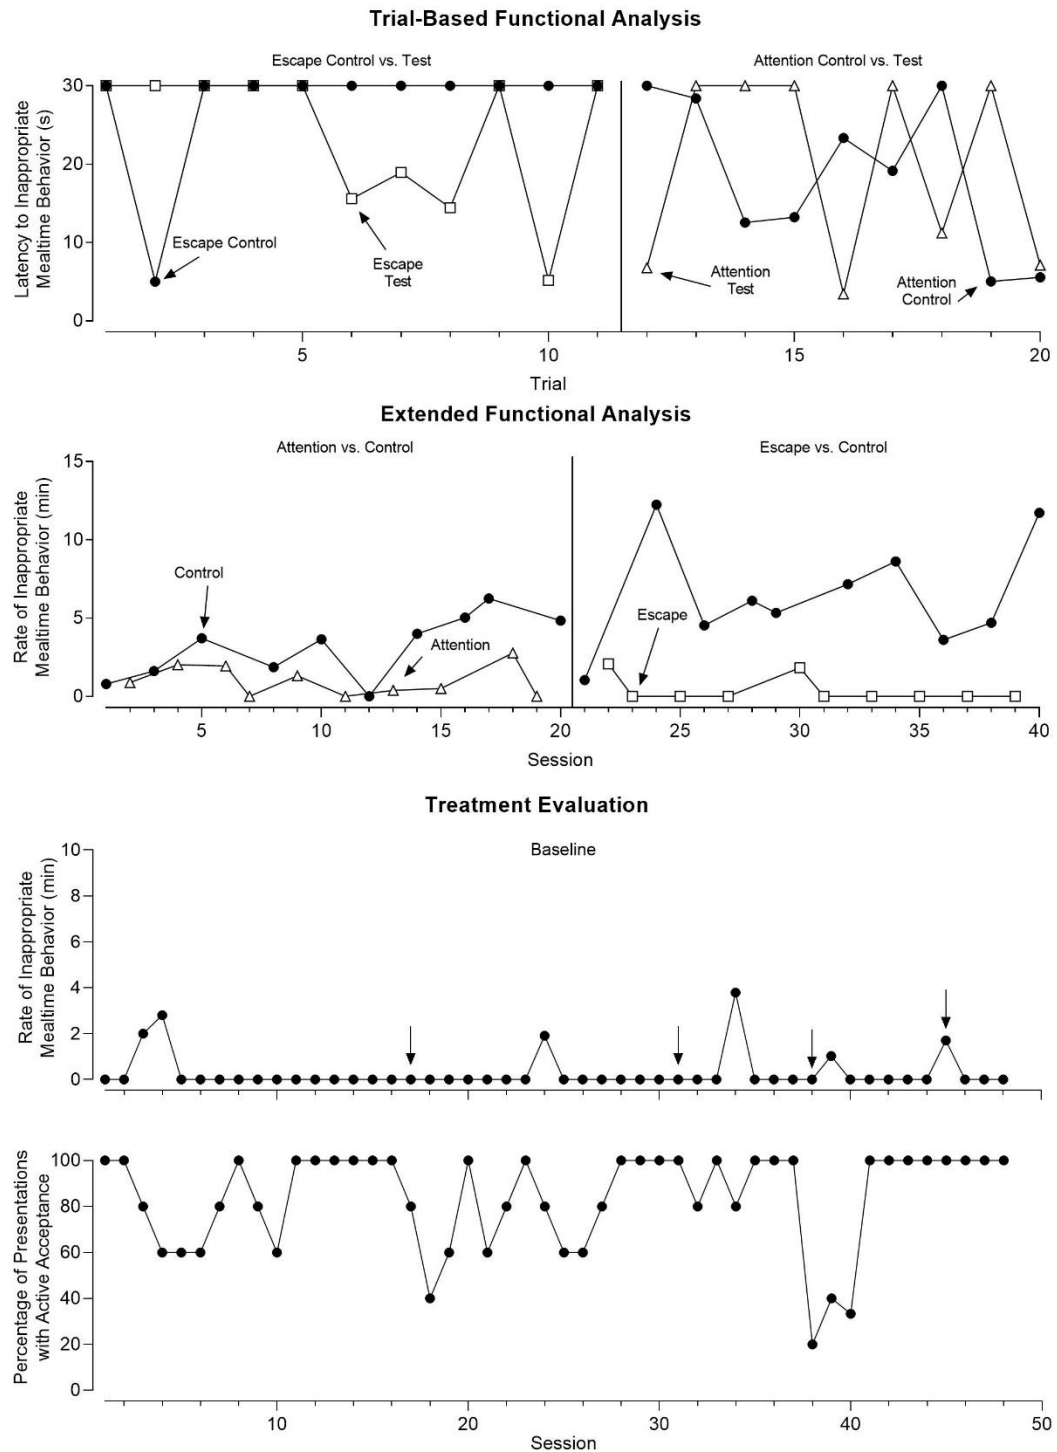 Trial-Based Functional Analysis
Escape Control vs. Test
Attention Control vs. Test
Latency to Inappropriate
Mealtime Behavior (s)
30
20
10
0
Escape Control
Escape
Test
Attention
Test
Attention
Control
5
10
15
20
Trial
Extended Functional Analysis
Attention vs. Control
Escape vs. Control
Rate of Inappropriate
Mealtime Behavior (min)
15
10
5
0
Control
Attention
Escape
5
10
15
20
25
30
35
40
Session
Treatment Evaluation
Baseline
Rate of Inappropriate
Mealtime Behavior (min)
10
8
6
4
2
0
Percentage of Presentations
with Active Acceptance
100
80
60
40
20
0
10
20
30
40
50
Session